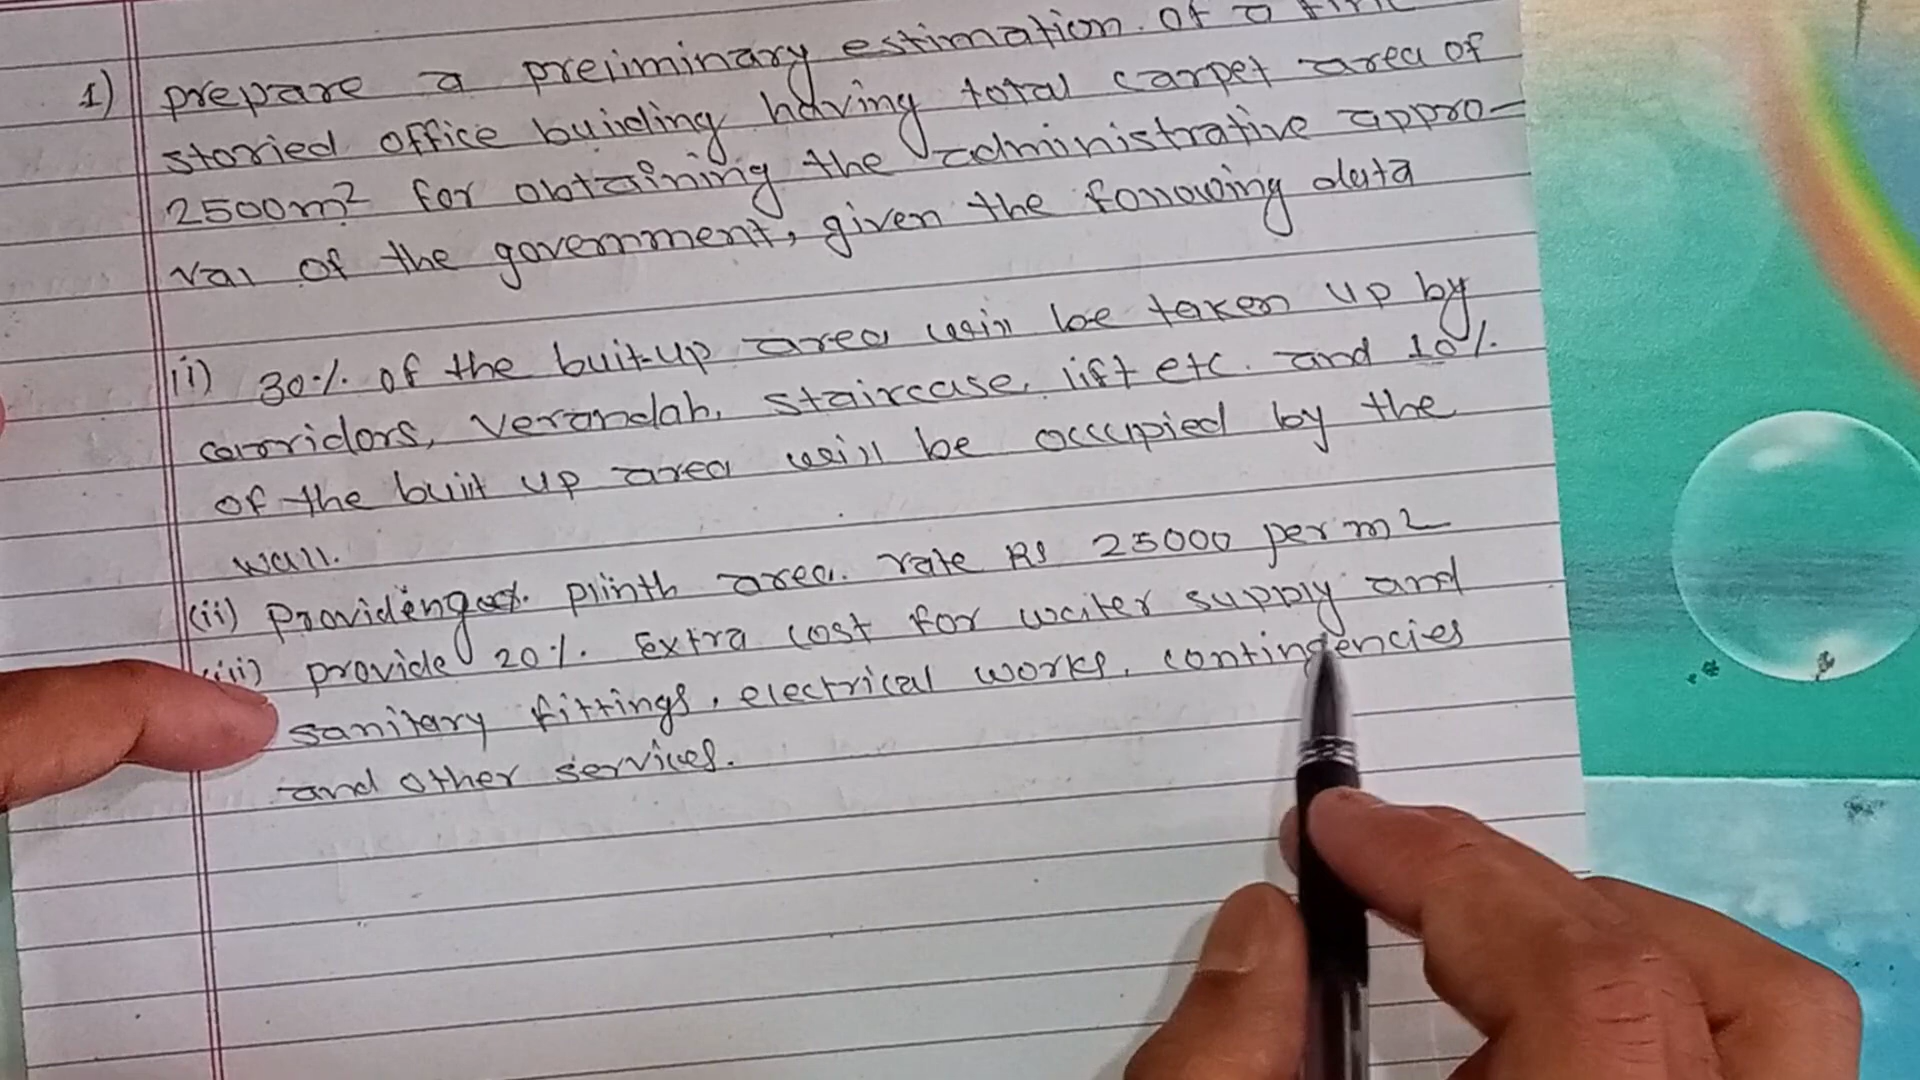 1) prepare a preliminary estimation of a
storied office building having total carpet area of
2500m² for obtaining the administrative appro-
val of the government, given the following data
ii) 30% of the built-up area will be taken up by
corridors, verandah, staircase, lift etc. and 10%
of the built up area will be occupied by the
wall.
(ii) Providing plinth area. rate Rs 25000 per m2
(iii) provide 20% Extra cost for water supply and
sanitary fittings, electrical works, contingencies
and other services.